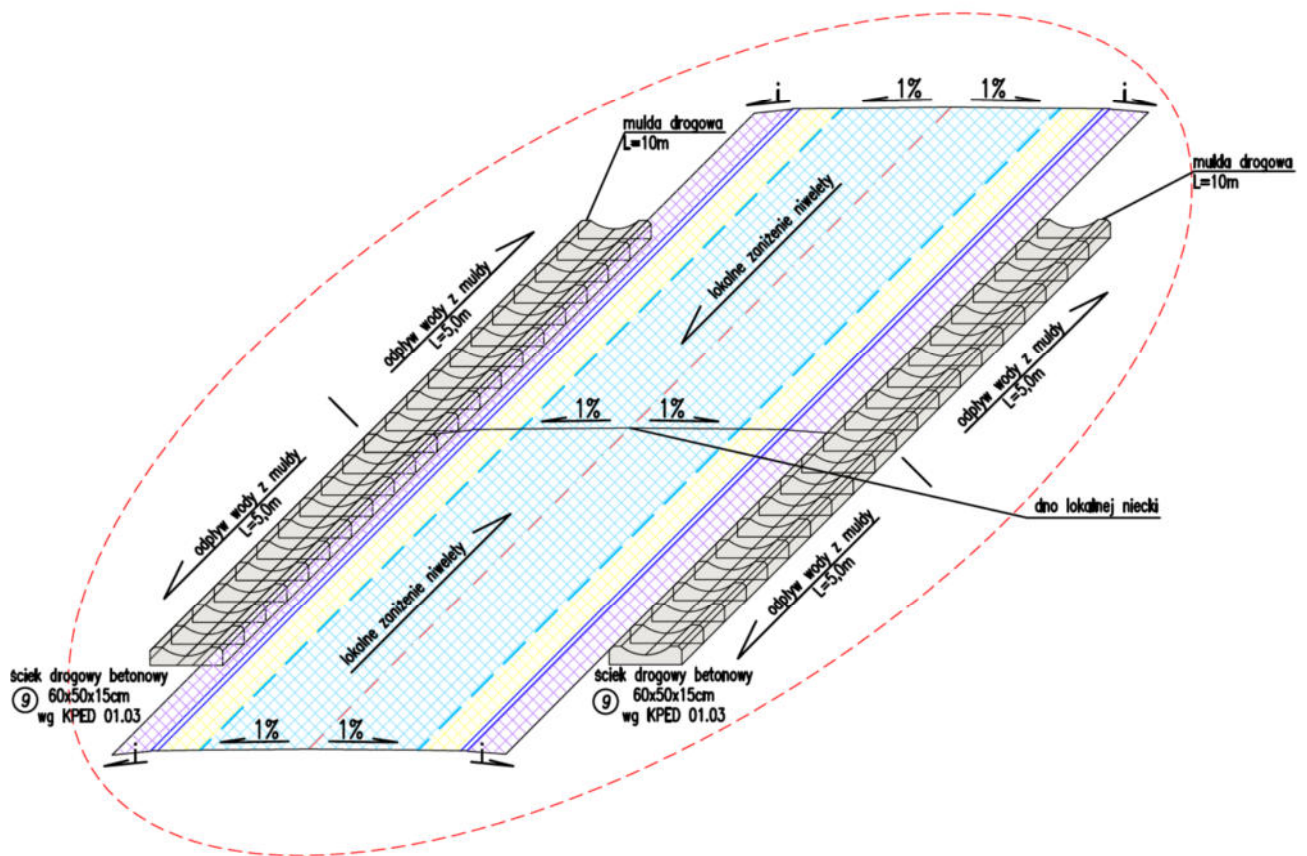 i
1%
1%
i
mulda drogowa
L=10m
mulda drogowa
L=10m
lokalne zaniżenie niwelety
odpływ wody z muldy
L=5,0m
odpływ wody z muldy
L=5,0m
1%
1%
odpływ wody z muldy
L=5,0m
dno lokalnej niecki
odpływ wody z muldy
L=5,0m
lokalne zaniżenie niwelety
ściek drogowy betonowy
9 60x50x15cm
wg KPED 01.03
ściek drogowy betonowy
9 60x50x15cm
wg KPED 01.03
1%
1%
i
i